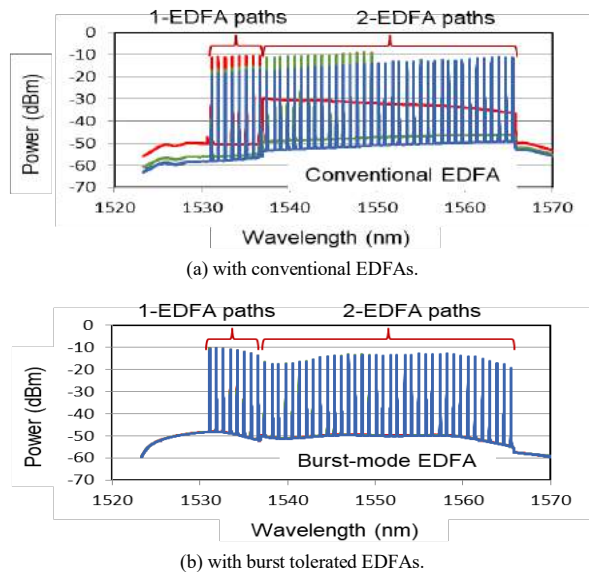 1-EDFA paths 2-EDFA paths
0
-10
-20
-30
-40
-50
-60
-70
Power (dBm)
Conventional EDFA
1520 1530 1540 1550 1560 1570
Wavelength (nm)
(a) with conventional EDFAs.
1-EDFA paths 2-EDFA paths
0
-10
-20
-30
-40
-50
-60
-70
Power (dBm)
Burst-mode EDFA
1520 1530 1540 1550 1560 1570
Wavelength (nm)
(b) with burst tolerated EDFAs.